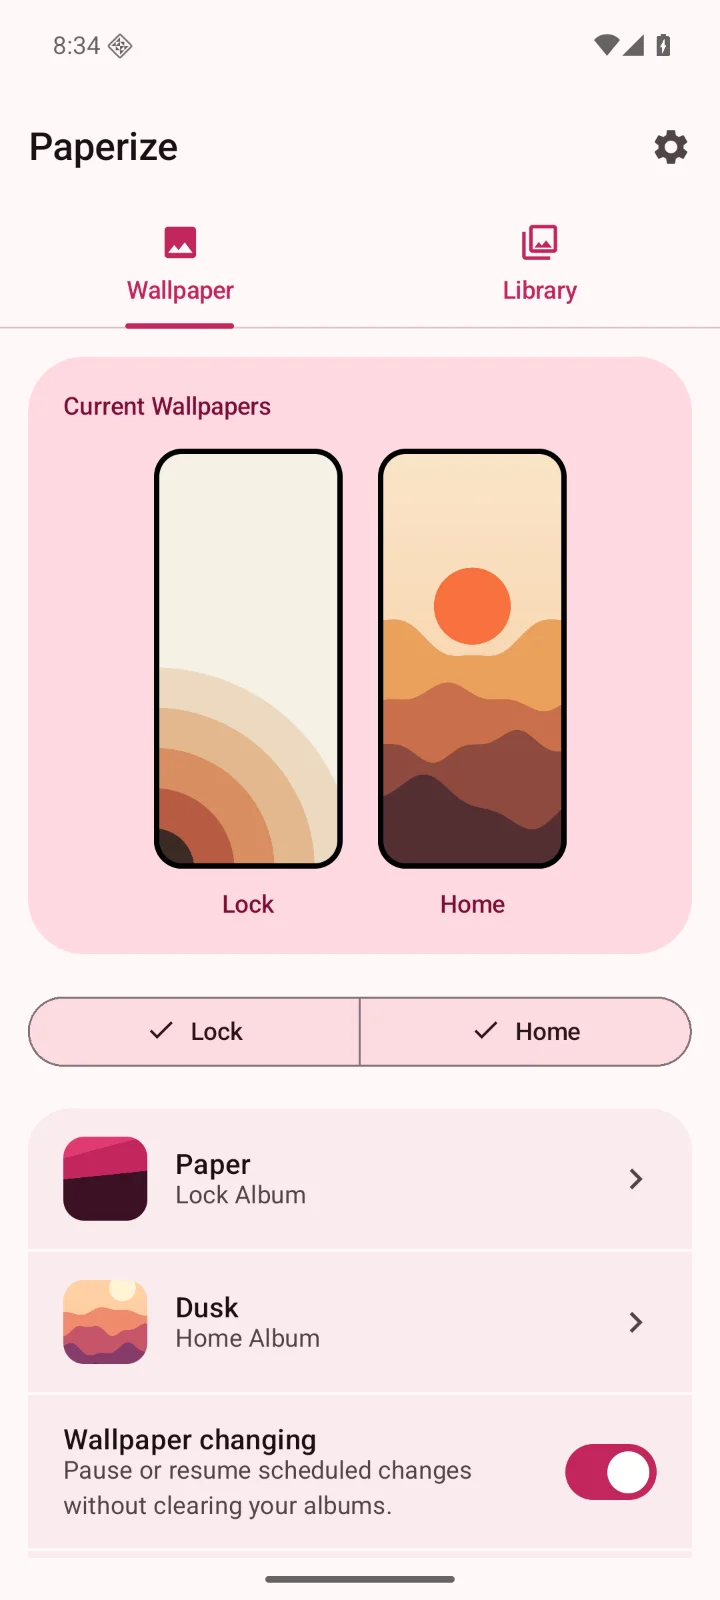 8:34
Paperize
Wallpaper
Library
Current Wallpapers
Lock
Home
Lock
Home
Paper
Lock Album
Dusk
Home Album
Wallpaper changing
Pause or resume scheduled changes
without clearing your albums.